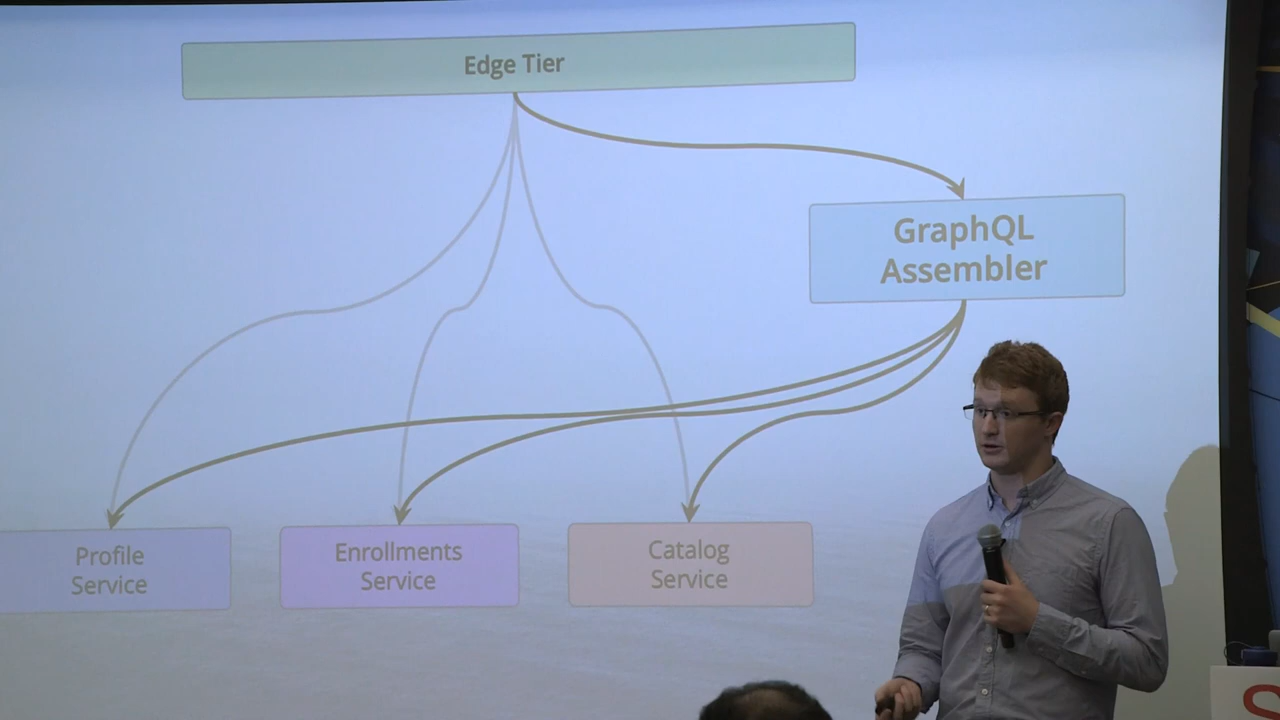 Edge Tier
GraphQL
Assembler
Profile
Service
Enrollments
Service
Catalog
Service
S